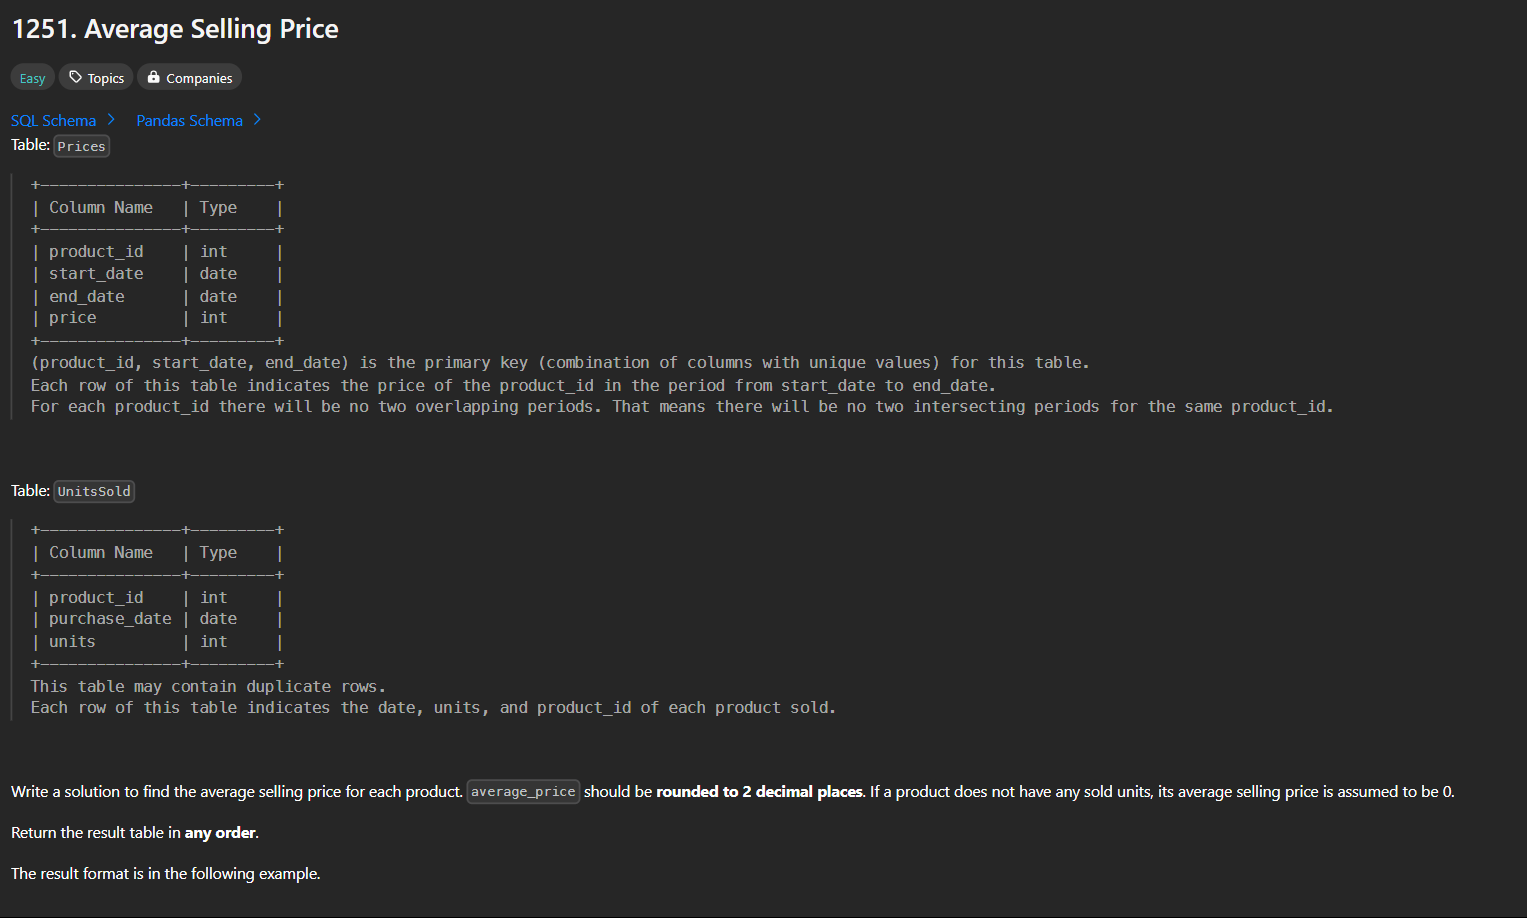 1251. Average Selling Price
Easy Topics Companies
SQL Schema > Pandas Schema >
Table: Prices
+---------------+---------+
| Column Name   | Type    |
+---------------+---------+
| product_id    | int     |
| start_date    | date    |
| end_date      | date    |
| price         | int     |
+---------------+---------+
(product_id, start_date, end_date) is the primary key (combination of columns with unique values) for this table.
Each row of this table indicates the price of the product_id in the period from start_date to end_date.
For each product_id there will be no two overlapping periods. That means there will be no two intersecting periods for the same product_id.
Table: UnitsSold
+---------------+---------+
| Column Name   | Type    |
+---------------+---------+
| product_id    | int     |
| purchase_date | date    |
| units         | int     |
+---------------+---------+
This table may contain duplicate rows.
Each row of this table indicates the date, units, and product_id of each product sold.
Write a solution to find the average selling price for each product. average_price should be rounded to 2 decimal places. If a product does not have any sold units, its average selling price is assumed to be 0.
Return the result table in any order.
The result format is in the following example.